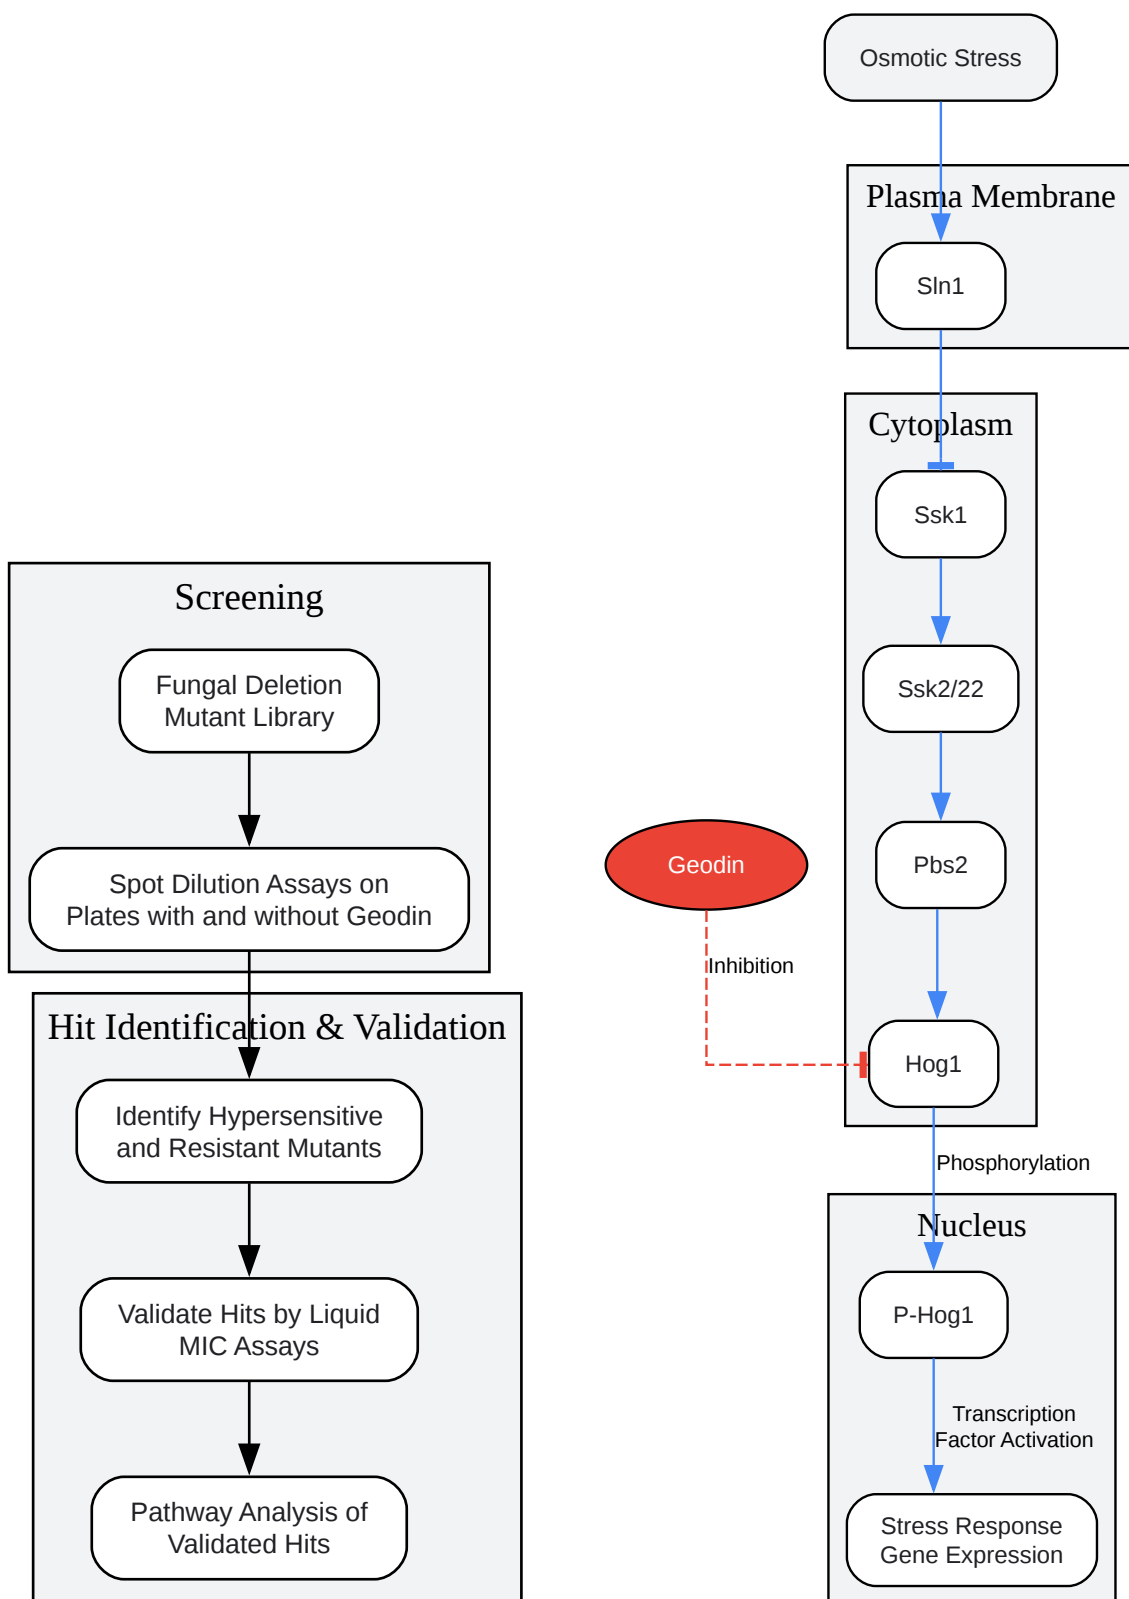 Screening
Fungal Deletion
Mutant Library
Spot Dilution Assays on
Plates with and without Geodin
Hit Identification & Validation
Identify Hypersensitive
and Resistant Mutants
Validate Hits by Liquid
MIC Assays
Pathway Analysis of
Validated Hits
Osmotic Stress
Plasma Membrane
Sln1
Cytoplasm
Ssk1
Ssk2/22
Pbs2
Geodin
Inhibition
Hog1
Phosphorylation
Nucleus
P-Hog1
Transcription
Factor Activation
Stress Response
Gene Expression